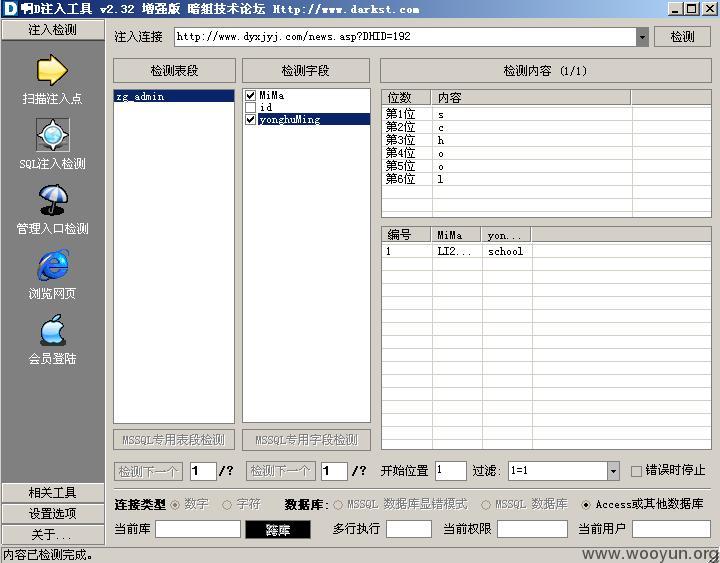 啊D注入工具 v2.32 增强版 暗组技术论坛 Http://www.darkst.com
注入检测
注入连接
http://www.dyxjyj.com/news.asp?DHID=192
检测
扫描注入点
SQL注入检测
管理入口检测
浏览网页
会员登陆
检测表段
检测字段
检测内容 (1/1)
zg_admin
MiMa
id
yonghuMing
位数 内容
第1位 s
第2位 c
第3位 h
第4位 o
第5位 o
第6位 l
编号 MiMa yon...
1 LI2... school
MSSQL专用表段检测
MSSQL专用字段检测
检测下一个 1 /?
检测下一个 1 /?
开始位置 1
过滤: 1=1
错误时停止
相关工具
设置选项
关于...
连接类型 数字 字符 数据库: MSSQL 数据库显错模式 MSSQL 数据库 Access或其他数据库
当前库 跨库 多行执行 当前权限 当前用户
内容已检测完成。
www.wooyun.org